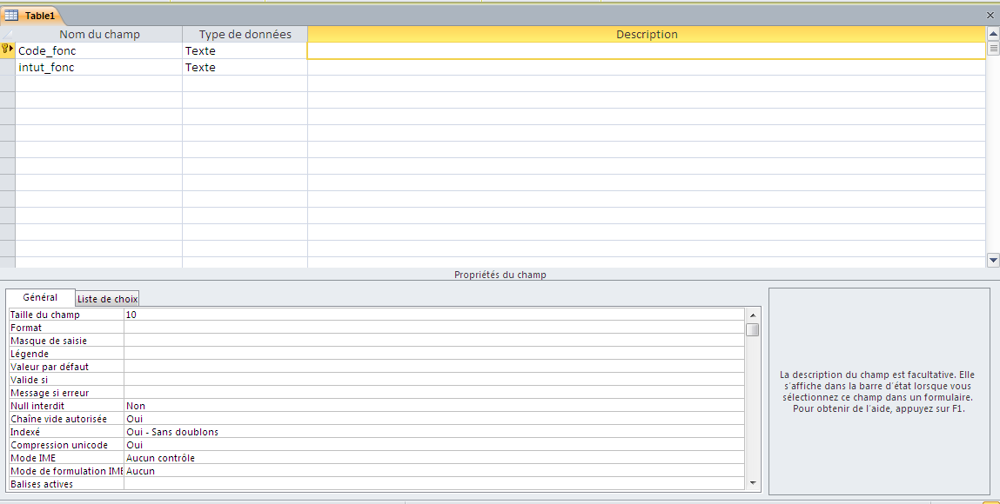 Table1
Nom du champ Type de données Description
Code_fonc Texte
intut_fonc Texte
Propriétés du champ
Général Liste de choix
Taille du champ 10
Format
Masque de saisie
Légende
Valeur par défaut
Valide si
Message si erreur
Null interdit Non
Chaîne vide autorisée Oui
Indexé Oui - Sans doublons
Compression unicode Oui
Mode IME Aucun contrôle
Mode de formulation IME Aucun
Balises actives
La description du champ est facultative. Elle
s'affiche dans la barre d'état lorsque vous
sélectionnez ce champ dans un formulaire.
Pour obtenir de l'aide, appuyez sur F1.